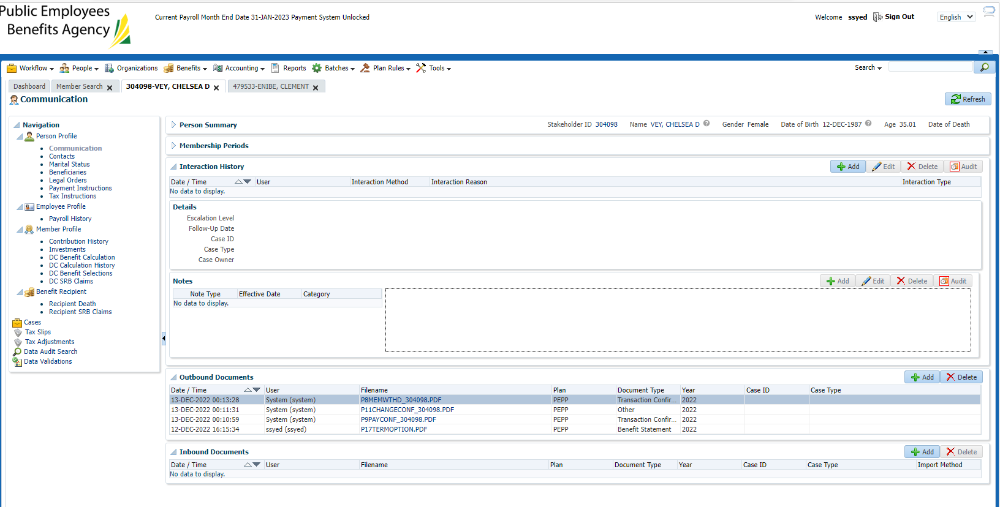 Public Employees
Benefits Agency
Current Payroll Month End Date 31-JAN-2023 Payment System Unlocked
Welcome ssyed Sign Out English
Workflow People Organizations Benefits Accounting Reports Batches Plan Rules Tools Search
Dashboard Member Search 304098-VEY, CHELSEA D 479533-ENIBE, CLEMENT
Communication Refresh
Navigation
Person Profile
Communication
Contacts
Marital Status
Beneficiaries
Legal Orders
Payment Instructions
Tax Instructions
Employee Profile
Payroll History
Member Profile
Contribution History
Investments
DC Benefit Calculation
DC Calculation History
DC Benefit Selections
DC SRB Claims
Benefit Recipient
Recipient Death
Recipient SRB Claims
Cases
Tax Slips
Tax Adjustments
Data Audit Search
Data Validations
Person Summary Stakeholder ID 304098 Name VEY, CHELSEA D Gender Female Date of Birth 12-DEC-1987 Age 35.01 Date of Death
Membership Periods
Interaction History Add Edit Delete Audit
Date / Time User Interaction Method Interaction Reason Interaction Type
No data to display.
Details
Escalation Level
Follow-Up Date
Case ID
Case Type
Case Owner
Notes Add Edit Delete Audit
Note Type Effective Date Category
No data to display.
Outbound Documents Add Delete
Date / Time User Filename Plan Document Type Year Case ID Case Type
13-DEC-2022 00:13:28 System (system) P8MEMWTHD_304098.PDF PEPP Transaction Confir... 2022
13-DEC-2022 00:11:31 System (system) P11CHANGECONF_304098.PDF PEPP Other 2022
13-DEC-2022 00:10:59 System (system) P9PAYCONF_304098.PDF PEPP Transaction Confir... 2022
12-DEC-2022 16:15:34 ssyed (ssyed) P17TERMOPTION.PDF PEPP Benefit Statement 2022
Inbound Documents Add Delete
Date / Time User Filename Plan Document Type Year Case ID Case Type Import Method
No data to display.